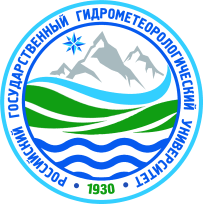 РОССИЙСКИЙ ГОСУДАРСТВЕННЫЙ ГИДРОМЕТЕОРОЛОГИЧЕСКИЙ УНИВЕРСИТЕТ
• 1930 •